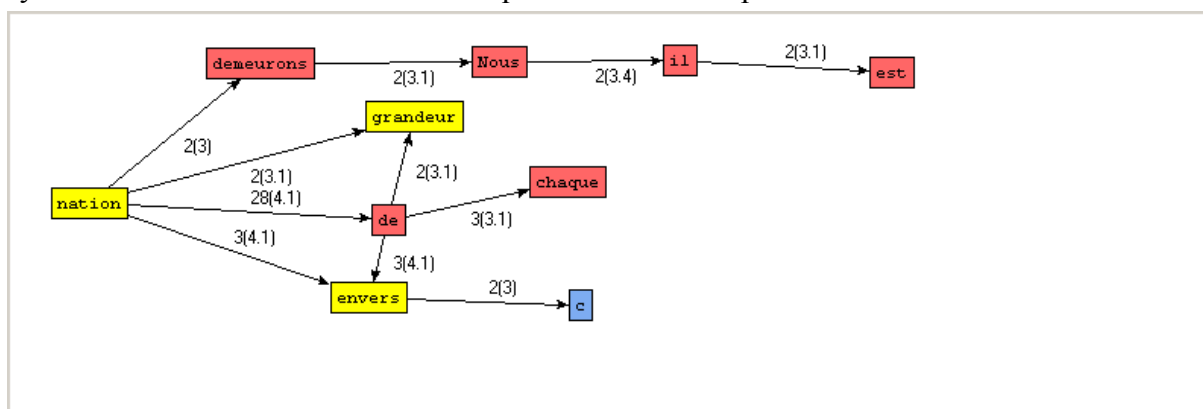 demeurons
Nous
il
est
2(3.1)
2(3.4)
2(3.1)
grandeur
2(3)
2(3.1)
2(3.1)
28(4.1)
chaque
nation
de
3(3.1)
3(4.1)
3(4.1)
envers
2(3)
c